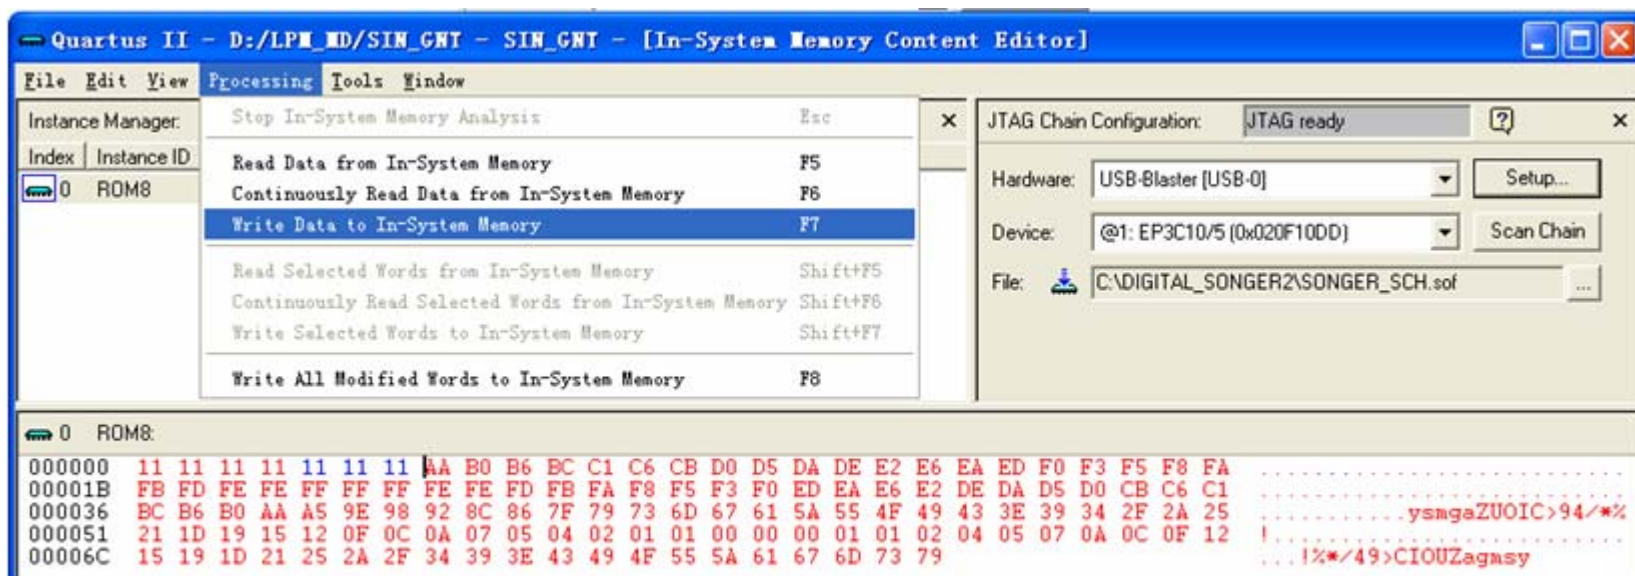 Quartus II - D:/LPM_MD/SIN_GNT - SIN_GNT - [In-System Memory Content Editor]
File Edit View Processing Tools Window
Instance Manager:
Index Instance ID
0 ROM8
Stop In-System Memory Analysis Esc
Read Data from In-System Memory F5
Continuously Read Data from In-System Memory F6
Write Data to In-System Memory F7
Read Selected Words from In-System Memory Shift+F5
Continuously Read Selected Words from In-System Memory Shift+F6
Write Selected Words to In-System Memory Shift+F7
Write All Modified Words to In-System Memory F8
JTAG Chain Configuration: JTAG ready
Hardware: USB-Blaster [USB-0] Setup...
Device: @1: EP3C10/5 (0x020F10DD) Scan Chain
File: C:\DIGITAL_SONGER2\SONGER_SCH.sof ...
0 ROM8:
000000 11 11 11 11 11 11 11 AA B0 B6 BC C1 C6 CB D0 D5 DA DE E2 E6 EA ED F0 F3 F5 F8 FA ...........................
00001B FB FD FE FE FF FF FF FE FE FD FB FA F8 F5 F3 F0 ED EA E6 E2 DE DA D5 D0 CB C6 C1 ...........................
000036 BC B6 B0 AA A5 9E 98 92 8C 86 7F 79 73 6D 67 61 5A 55 4F 49 43 3E 39 34 2F 2A 25 ...........ysmgaZUOIC>94/*%
000051 21 1D 19 15 12 0F 0C 0A 07 05 04 02 01 01 00 00 00 01 01 02 04 05 07 0A 0C 0F 12 !..........................
00006C 15 19 1D 21 25 2A 2F 34 39 3E 43 49 4F 55 5A 61 67 6D 73 79 ...!%*/49>CIOUZagmsy